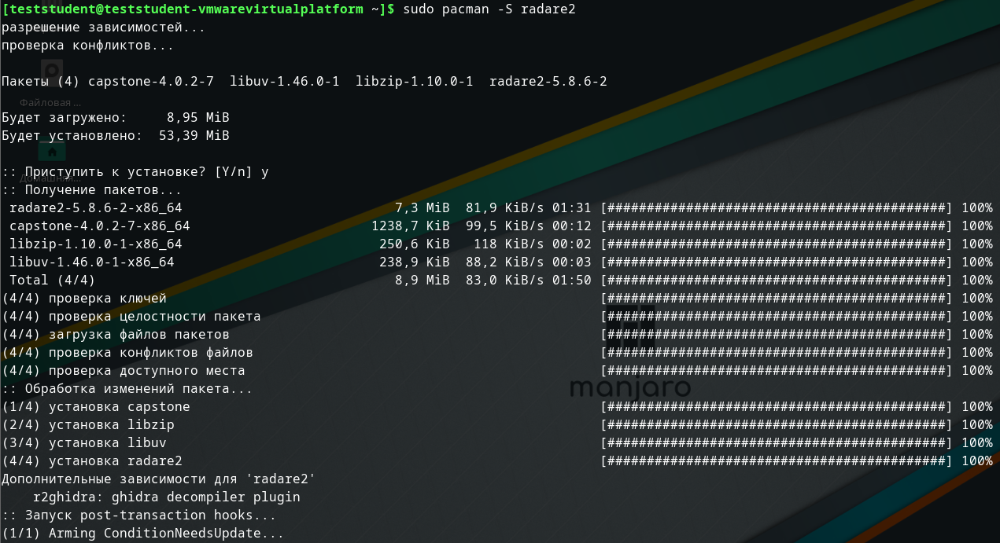 [teststudent@teststudent-vmwarevirtualplatform ~]$ sudo pacman -S radare2
разрешение зависимостей...
проверка конфликтов...
Пакеты (4) capstone-4.0.2-7  libuv-1.46.0-1  libzip-1.10.0-1  radare2-5.8.6-2
Файловая ...
Будет загружено:     8,95 MiB
Будет установлено:  53,39 MiB
:: Приступить к установке? [Y/n] y
Домашняя...
:: Получение пакетов...
radare2-5.8.6-2-x86_64 7,3 MiB 81,9 KiB/s 01:31 [###########################################] 100%
capstone-4.0.2-7-x86_64 1238,7 KiB 99,5 KiB/s 00:12 [###########################################] 100%
libzip-1.10.0-1-x86_64 250,6 KiB 118 KiB/s 00:02 [###########################################] 100%
libuv-1.46.0-1-x86_64 238,9 KiB 88,2 KiB/s 00:03 [###########################################] 100%
Total (4/4) 8,9 MiB 83,0 KiB/s 01:50 [###########################################] 100%
(4/4) проверка ключей [###########################################] 100%
(4/4) проверка целостности пакета [###########################################] 100%
(4/4) загрузка файлов пакетов [###########################################] 100%
(4/4) проверка конфликтов файлов [###########################################] 100%
(4/4) проверка доступного места [###########################################] 100%
:: Обработка изменений пакета...
manjaro
(1/4) установка capstone [###########################################] 100%
(2/4) установка libzip [###########################################] 100%
(3/4) установка libuv [###########################################] 100%
(4/4) установка radare2 [###########################################] 100%
Дополнительные зависимости для 'radare2'
r2ghidra: ghidra decompiler plugin
:: Запуск post-transaction hooks...
(1/1) Arming ConditionNeedsUpdate...